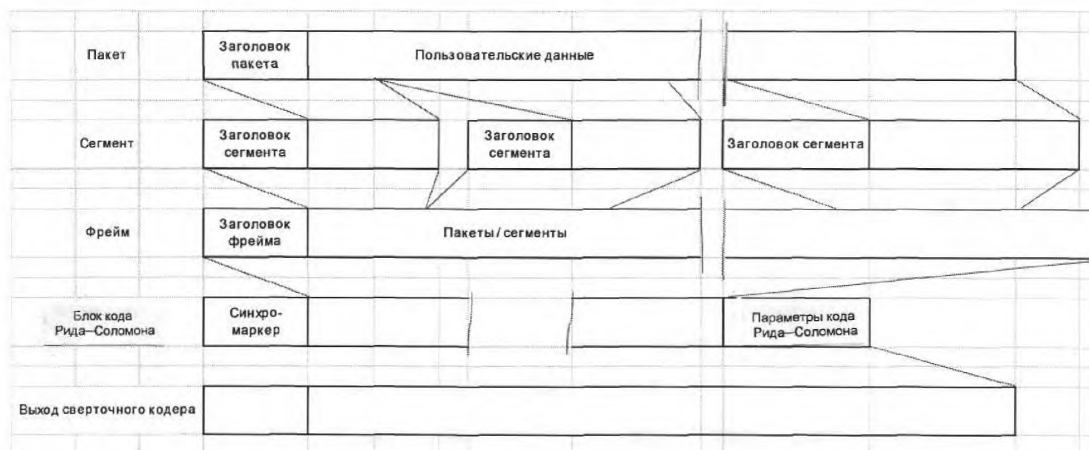 Пакет
Заголовок
пакета
Пользовательские данные
Сегмент
Заголовок
сегмента
Заголовок
сегмента
Заголовок сегмента
Фрейм
Заголовок
фрейма
Пакеты / сегменты
Блок кода
Рида—Соломона
Синхро-
маркер
Параметры кода
Рида—Соломона
Выход сверточного кодера